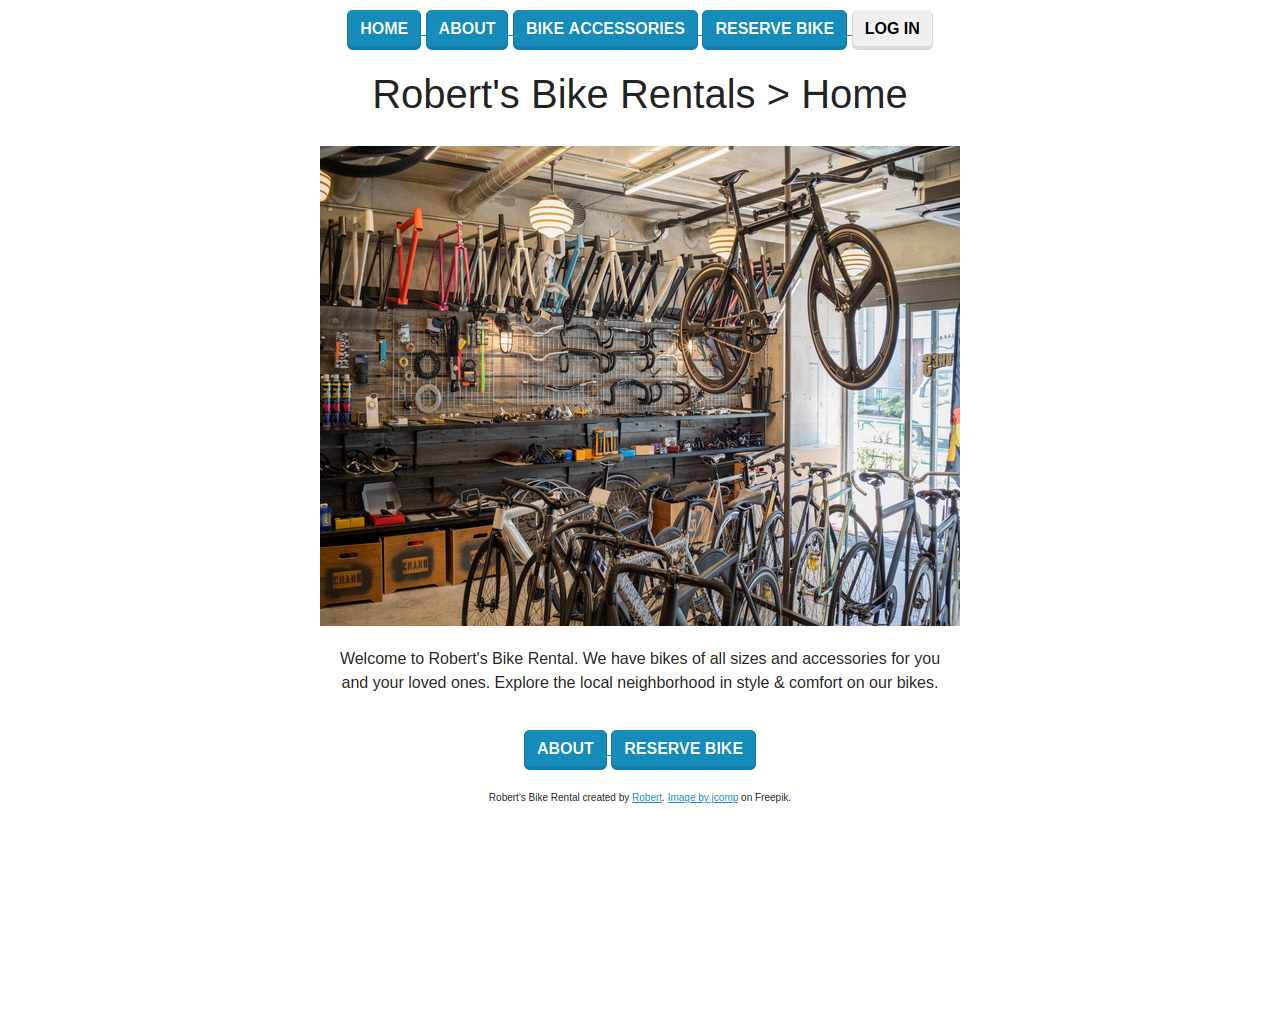 HOME ABOUT BIKE ACCESSORIES RESERVE BIKE LOG IN
Robert's Bike Rentals > Home
CRANK CRANK
Welcome to Robert's Bike Rental. We have bikes of all sizes and accessories for you
and your loved ones. Explore the local neighborhood in style & comfort on our bikes.
ABOUT RESERVE BIKE
Robert's Bike Rental created by Robert. Image by jcomp on Freepik.